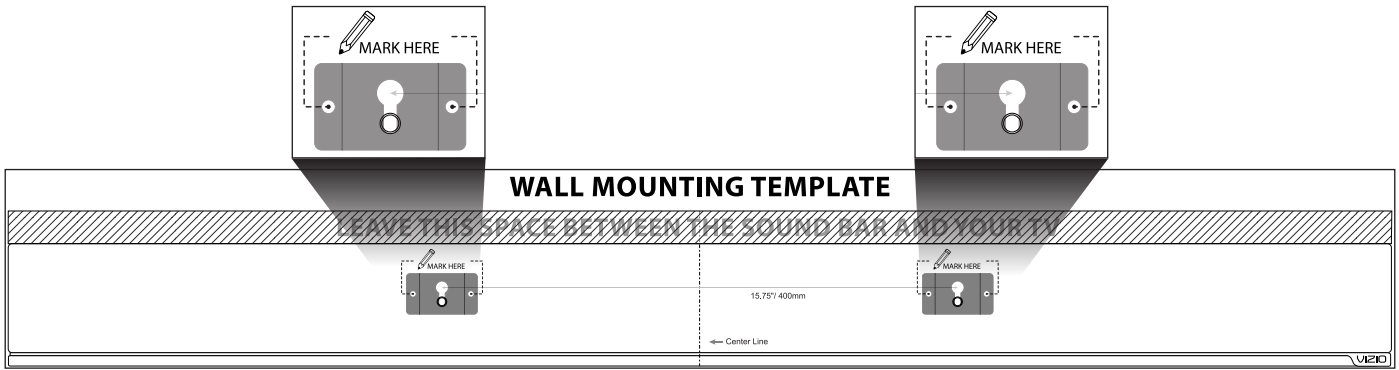 MARK HERE
MARK HERE
WALL MOUNTING TEMPLATE
LEAVE THIS SPACE BETWEEN THE SOUND BAR AND YOUR TV
MARK HERE
MARK HERE
15.75"/ 400mm
Center Line
VIZIO